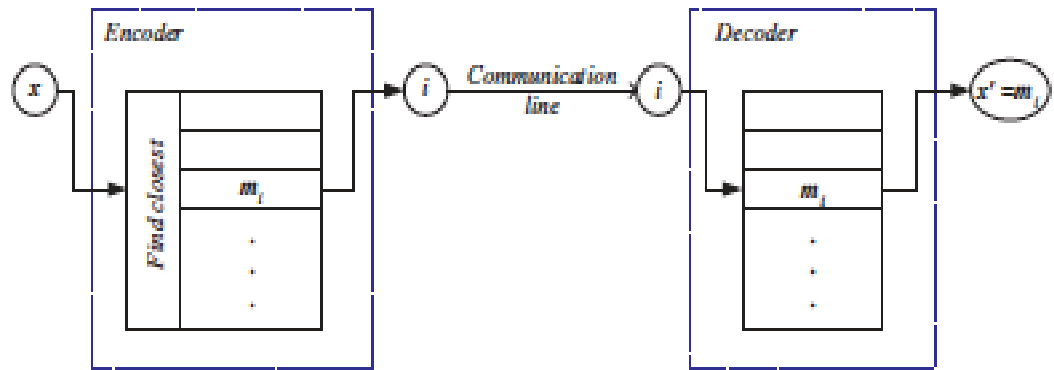 Encoder
Decoder
x
i
Communication
line
i
x' =m_i
Find closest
m_i
m_i
.
.
.
.
.
.